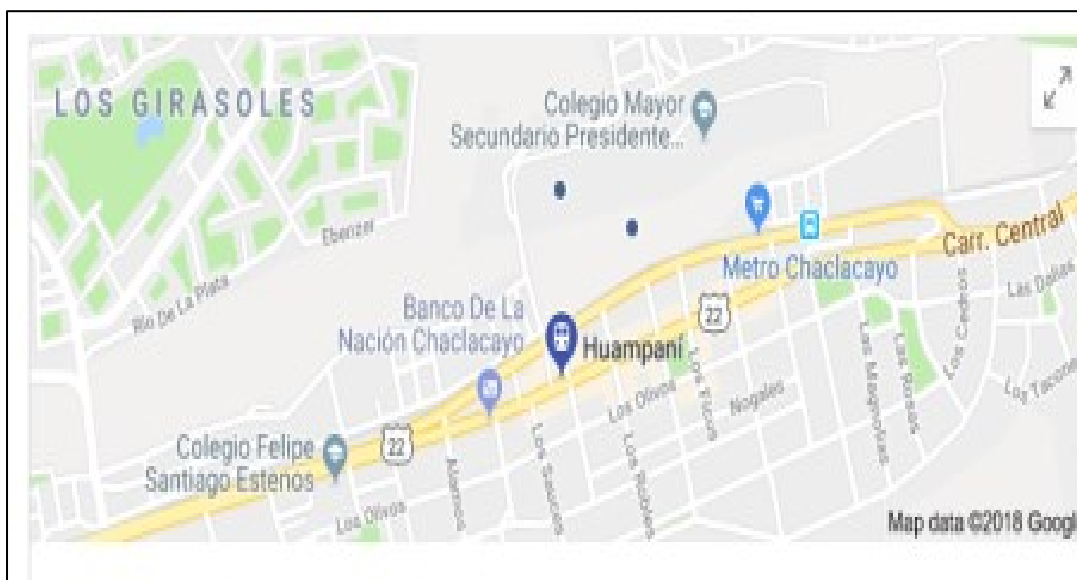 LOS GIRASOLES
Colegio Mayor
Secundario Presidente...
Ebenzer
Carr. Central
Metro Chaclacayo
Río De La Plata
Banco De La
Nación Chaclacayo
22
Las Dalias
Los Cedros
Huampaní
Los Olivos
Los Ficus
Nogales
Las Magnolias
Las Rosas
Colegio Felipe
Santiago Estenos
22
Alamos
Los Sauces
Los Robles
Los Olivos
Map data ©2018 Googl